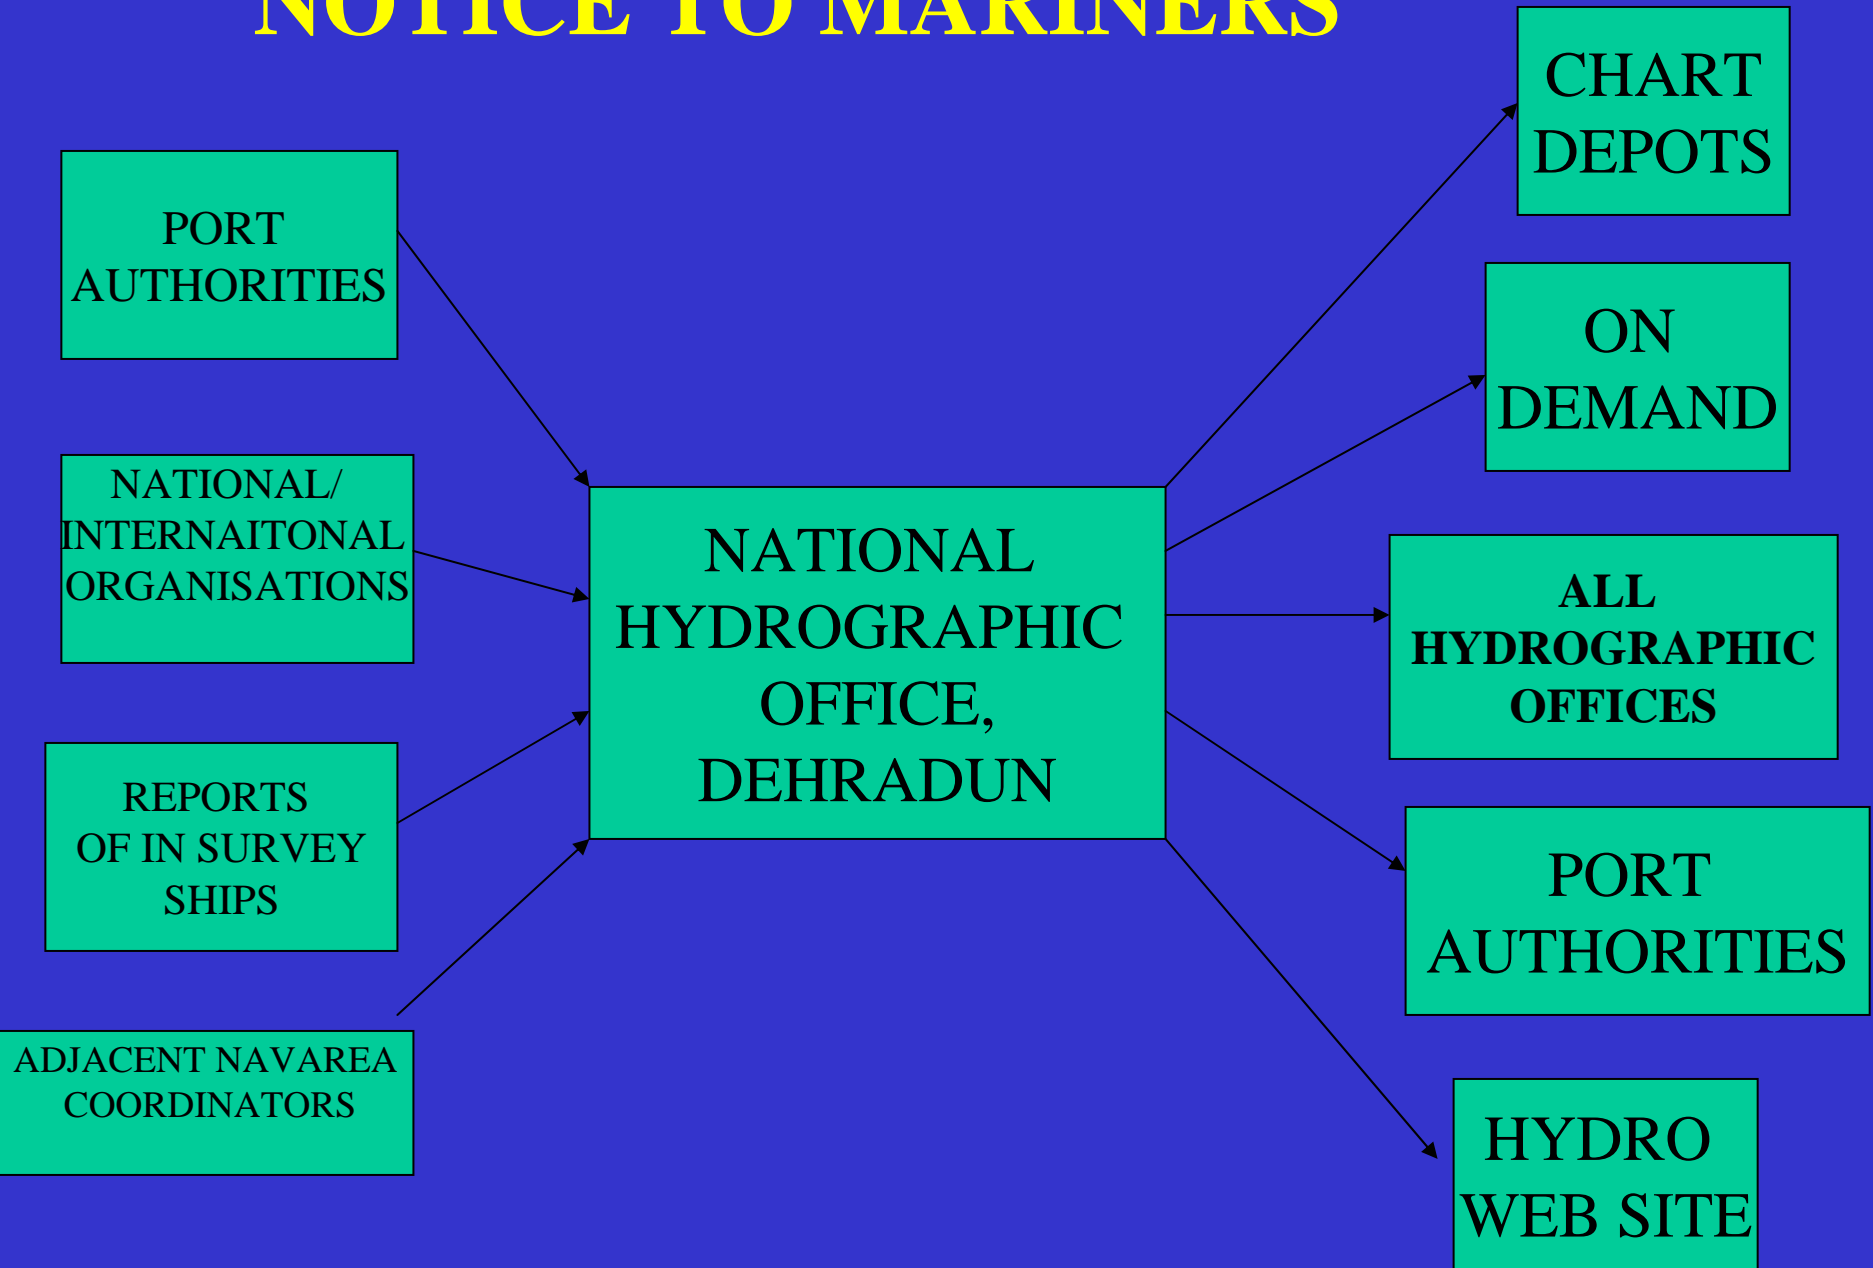 NOTICE TO MARINERS
PORT
AUTHORITIES
NATIONAL/
INTERNAITONAL
ORGANISATIONS
REPORTS
OF IN SURVEY
SHIPS
ADJACENT NAVAREA
COORDINATORS
NATIONAL
HYDROGRAPHIC
OFFICE,
DEHRADUN
CHART
DEPOTS
ON
DEMAND
ALL
HYDROGRAPHIC
OFFICES
PORT
AUTHORITIES
HYDRO
WEB SITE